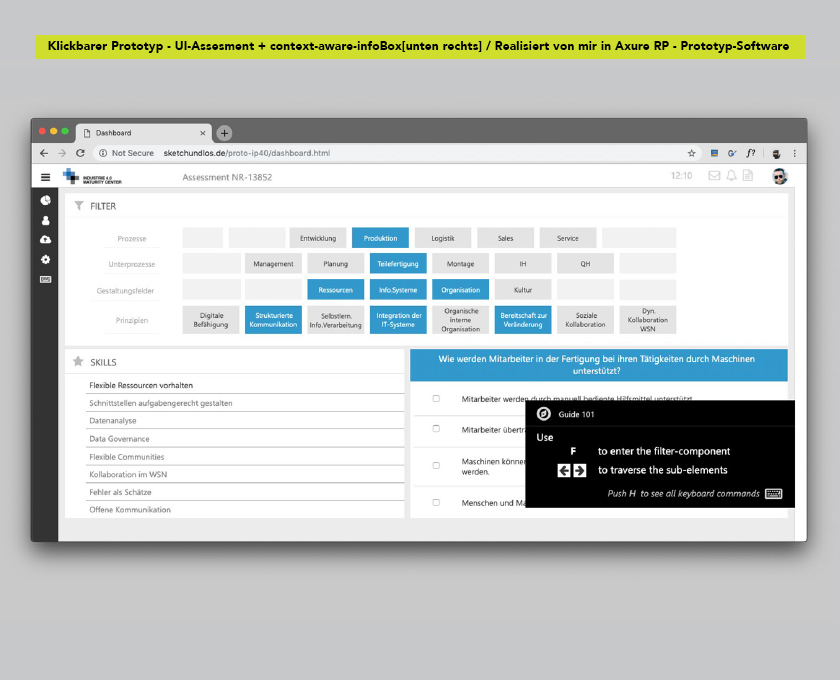 Klickbarer Prototyp - UI-Assesment + context-aware-infoBox[unten rechts] / Realisiert von mir in Axure RP - Prototyp-Software
Dashboard
Not Secure sketchundlos.de/proto-ip40/dashboard.html
INDUSTRIE 4.0
MATURITY CENTER
Assessment NR-13852
12:10
FILTER
Prozesse
Entwicklung
Produktion
Logistik
Sales
Service
Unterprozesse
Management
Planung
Teilefertigung
Montage
IH
QH
Gestaltungsfelder
Ressourcen
Info.Systeme
Organisation
Kultur
Prinzipien
Digitale
Befähigung
Strukturierte
Kommunikation
Selbstlern.
Info.Verarbeitung
Integration der
IT-Systeme
Organische
interne
Organisation
Bereitschaft zur
Veränderung
Soziale
Kollaboration
Dyn.
Kollaboration
WSN
SKILLS
Flexible Ressourcen vorhalten
Schnittstellen aufgabengerecht gestalten
Datenanalyse
Data Governance
Flexible Communities
Kollaboration im WSN
Fehler als Schätze
Offene Kommunikation
Wie werden Mitarbeiter in der Fertigung bei ihren Tätigkeiten durch Maschinen
unterstützt?
Mitarbeiter werden durch manuell bediente Hilfsmittel unterstützt
Mitarbeiter übertr
Maschinen könner
werden.
Menschen und Ma
Guide 101
Use
F to enter the filter-component
to traverse the sub-elements
Push H to see all keyboard commands